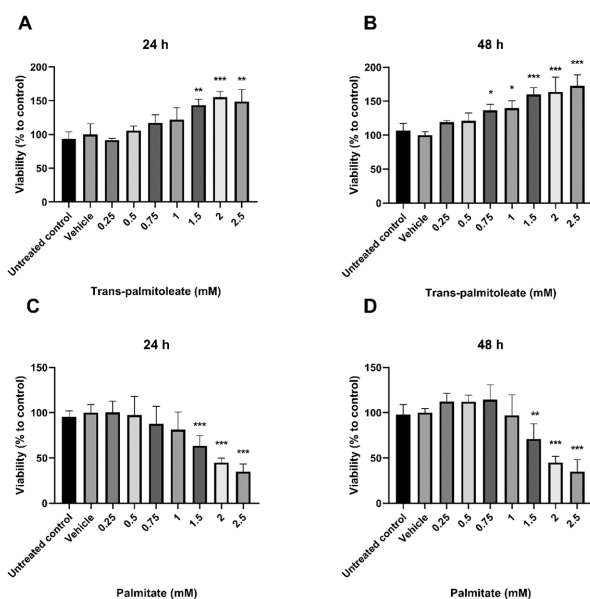 A
24 h
Viability (% to control)
200
150
100
50
0
** *** **
Untreated control Vehicle 0.25 0.5 0.75 1 1.5 2 2.5
Trans-palmitoleate (mM)
B
48 h
Viability (% to control)
200
150
100
50
0
* * *** *** ***
Untreated control Vehicle 0.25 0.5 0.75 1 1.5 2 2.5
Trans-palmitoleate (mM)
C
24 h
Viability (% to control)
150
100
50
0
*** *** ***
Untreated control Vehicle 0.25 0.5 0.75 1 1.5 2 2.5
Palmitate (mM)
D
48 h
Viability (% to control)
150
100
50
0
** *** ***
Untreated control Vehicle 0.25 0.5 0.75 1 1.5 2 2.5
Palmitate (mM)